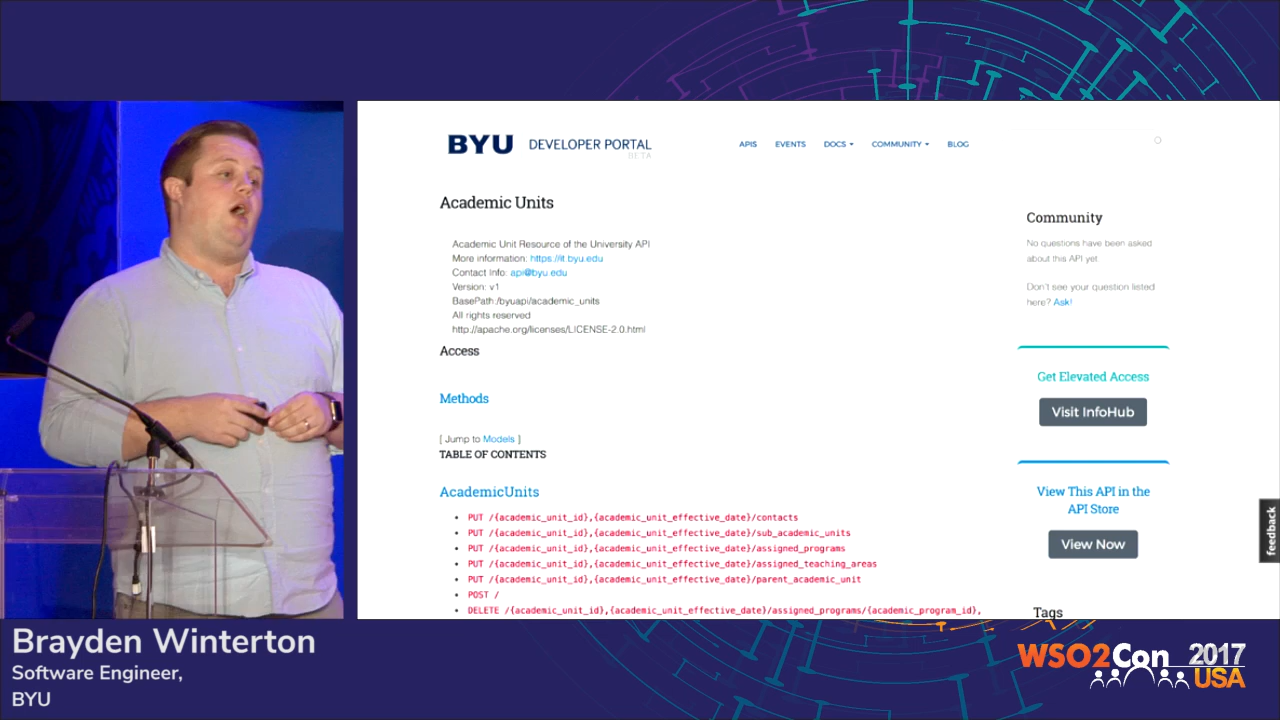 BYU DEVELOPER PORTAL
BETA
APIS EVENTS DOCS COMMUNITY BLOG
Academic Units
Academic Unit Resource of the University API
More information: https://it.byu.edu
Contact Info: api@byu.edu
Version: v1
BasePath:/byuapi/academic_units
All rights reserved
http://apache.org/licenses/LICENSE-2.0.html
Access
Methods
[ Jump to Models ]
TABLE OF CONTENTS
AcademicUnits
• PUT /{academic_unit_id},{academic_unit_effective_date}/contacts
• PUT /{academic_unit_id},{academic_unit_effective_date}/sub_academic_units
• PUT /{academic_unit_id},{academic_unit_effective_date}/assigned_programs
• PUT /{academic_unit_id},{academic_unit_effective_date}/assigned_teaching_areas
• PUT /{academic_unit_id},{academic_unit_effective_date}/parent_academic_unit
• POST /
• DELETE /{academic_unit_id},{academic_unit_effective_date}/assigned_programs/{academic_program_id},
Community
No questions have been asked
about this API yet
Don't see your question listed
here? Ask!
Get Elevated Access
Visit InfoHub
View This API in the
API Store
View Now
Tags
feedback
Brayden Winterton
Software Engineer,
BYU
WSO2Con 2017
USA